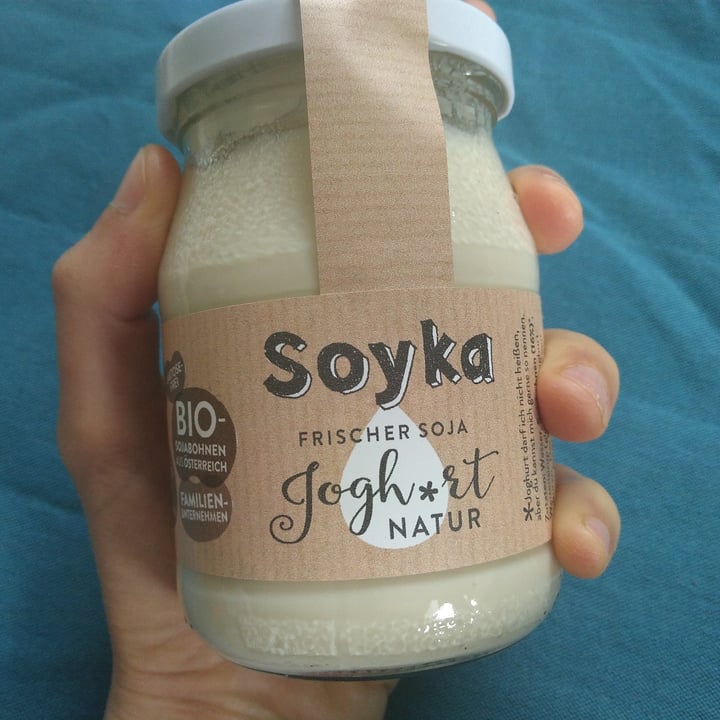 Soyka
FRISCHER SOJA
Jogh*rt
NATUR
BIO-
SOJABOHNEN
AUS ÖSTERREICH
FAMILIEN-
UNTERNEHMEN
*Joghurt darf ich nicht heißen,
aber du kannst mich gerne so nennen.